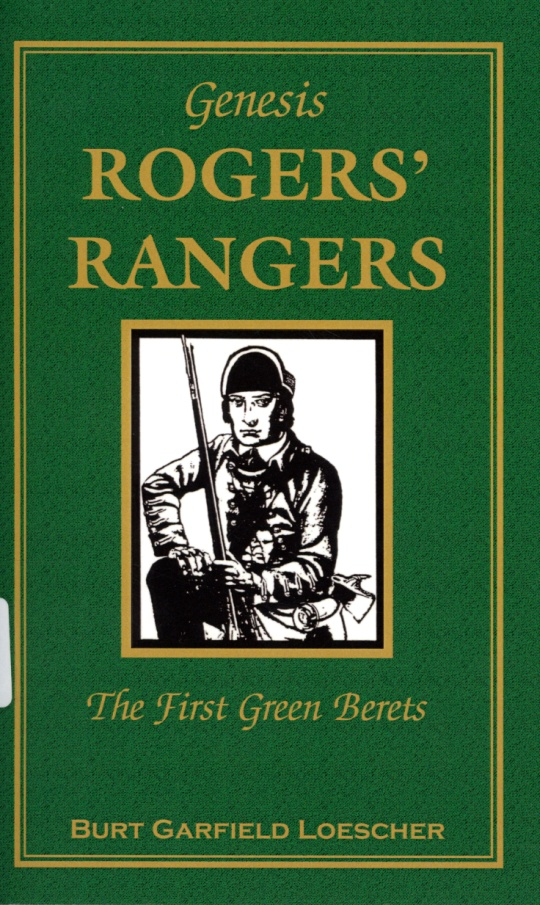 Genesis
ROGERS'
RANGERS
The First Green Berets
BURT GARFIELD LOESCHER